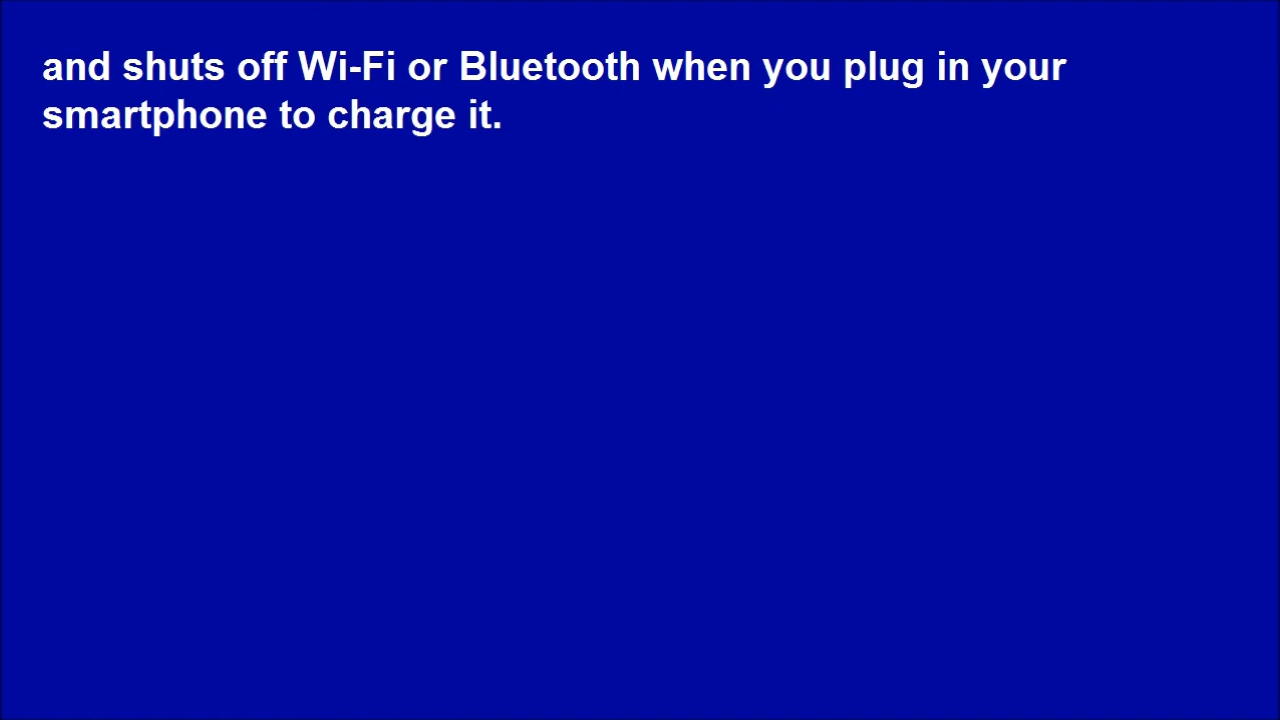 and shuts off Wi-Fi or Bluetooth when you plug in your
smartphone to charge it.